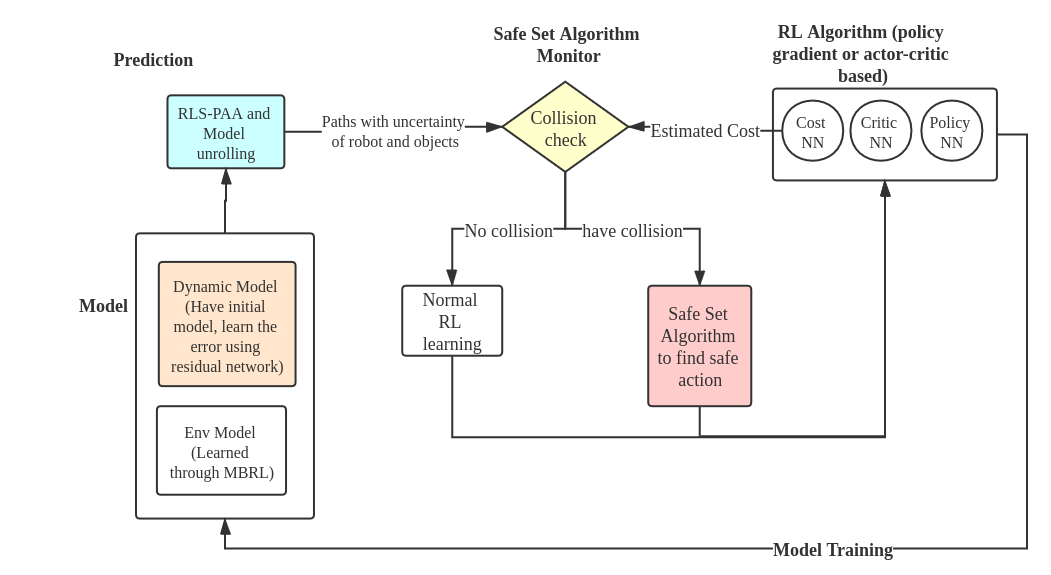 Prediction
RLS-PAA and
Model
unrolling
Paths with uncertainty
of robot and objects
Safe Set Algorithm
Monitor
Collision
check
Estimated Cost
RL Algorithm (policy
gradient or actor-critic
based)
Cost
NN
Critic
NN
Policy
NN
No collision
have collision
Normal
RL
learning
Safe Set
Algorithm
to find safe
action
Model
Dynamic Model
(Have initial
model, learn the
error using
residual network)
Env Model
(Learned
through MBRL)
Model Training